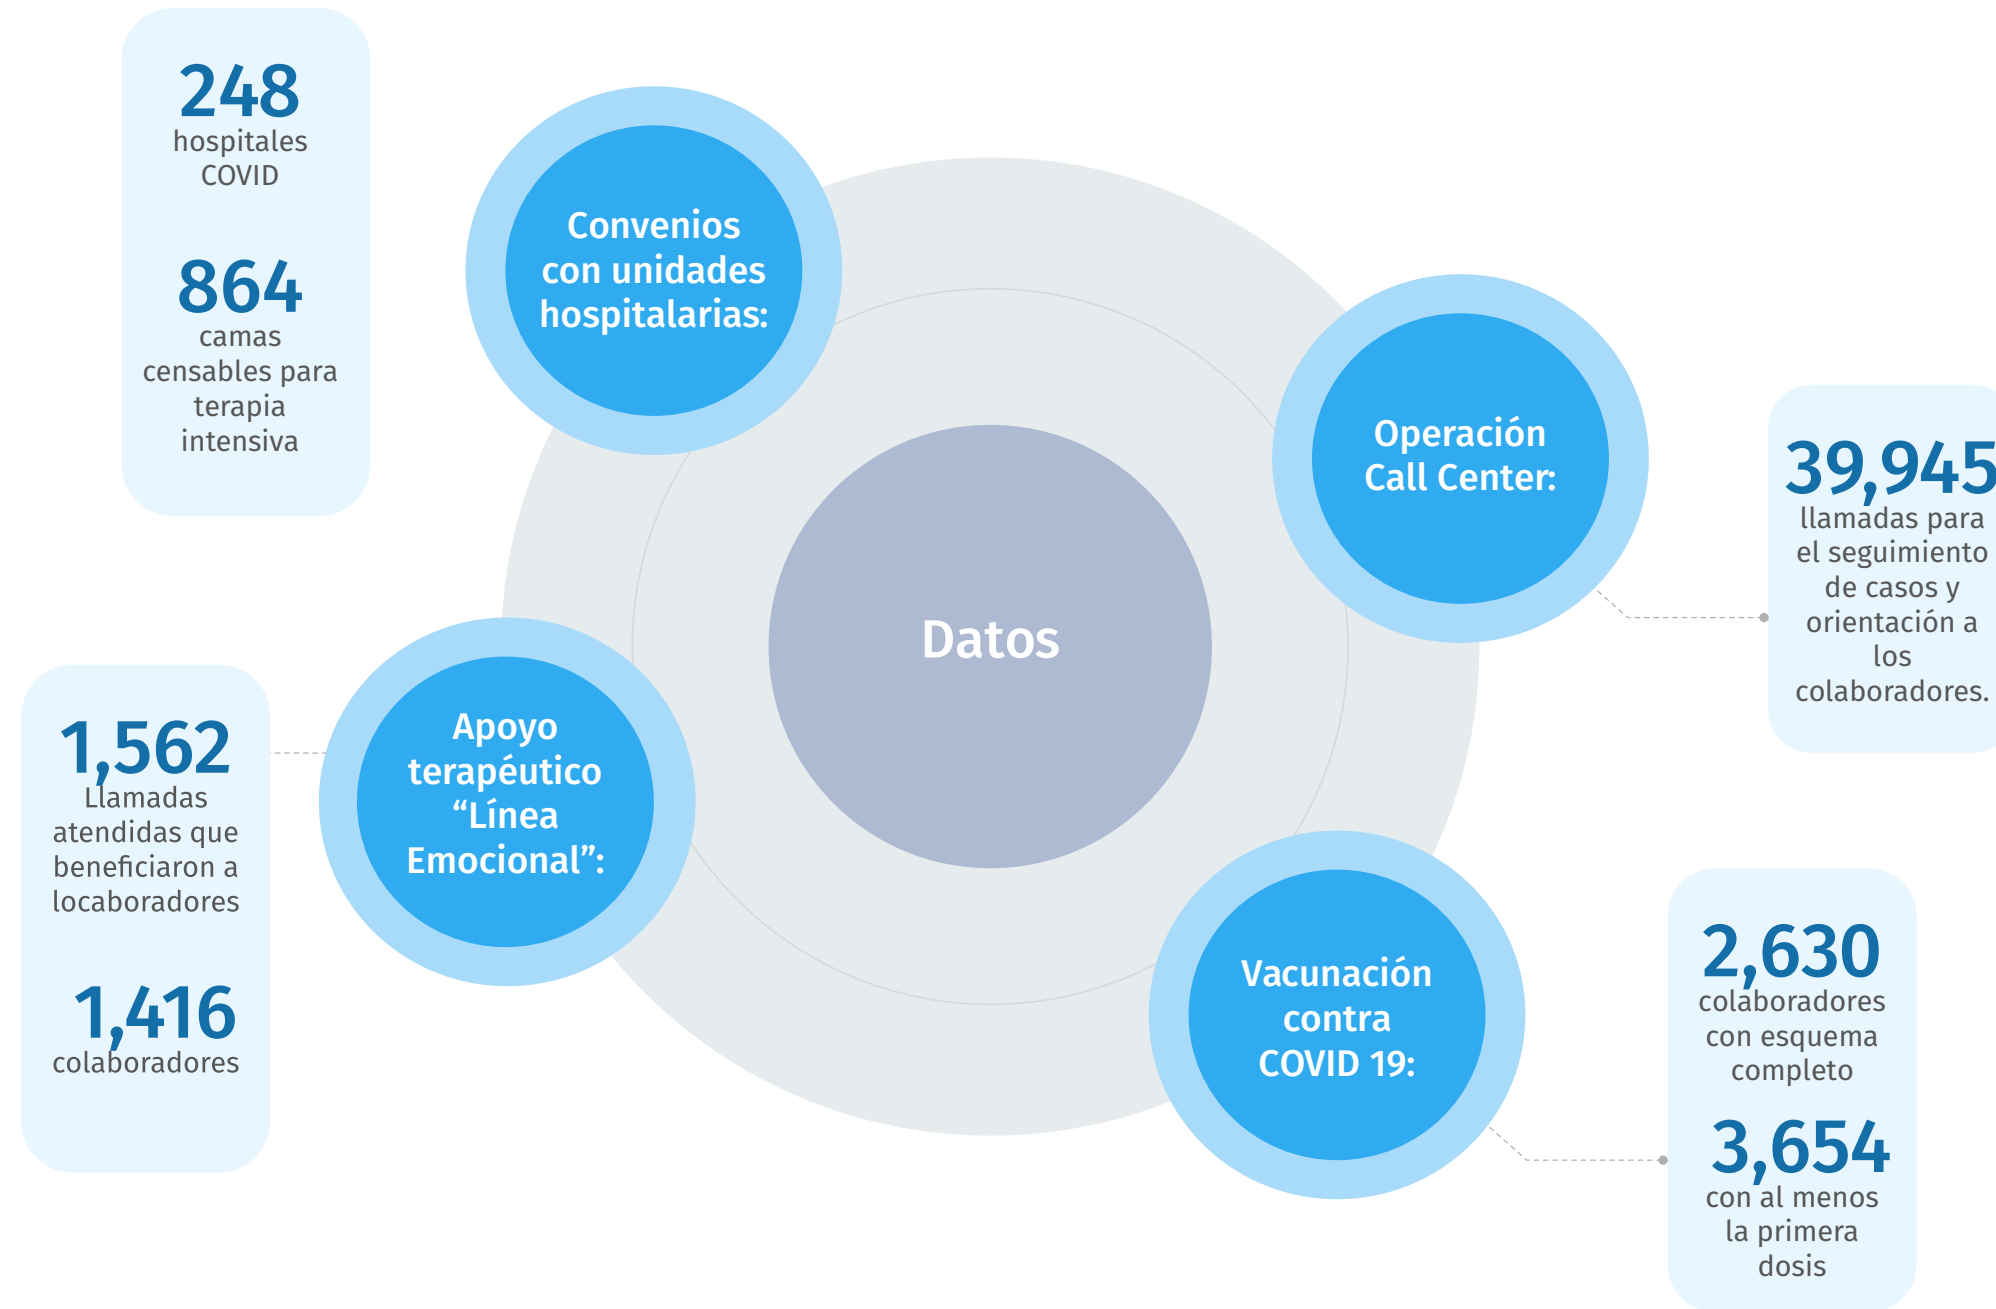 248
hospitales
COVID
864
camas
censables para
terapia
intensiva
Convenios
con unidades
hospitalarias:
Operación
Call Center:
39,945
llamadas para
el seguimiento
de casos y
orientación a
los
colaboradores.
Datos
1,562
Llamadas
atendidas que
beneficiaron a
locaboradores
1,416
colaboradores
Apoyo
terapéutico
“Línea
Emocional”:
Vacunación
contra
COVID 19:
2,630
colaboradores
con esquema
completo
3,654
con al menos
la primera
dosis